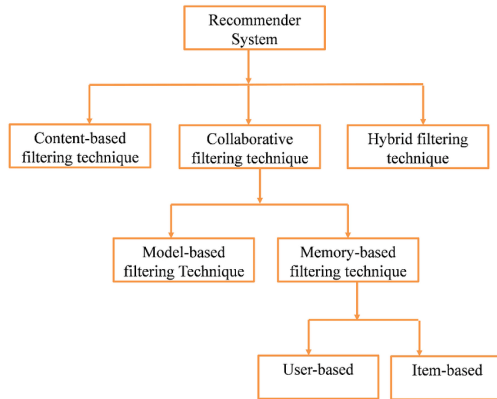 Recommender
System
Content-based
filtering technique
Collaborative
filtering technique
Hybrid filtering
technique
Model-based
filtering Technique
Memory-based
filtering technique
User-based
Item-based